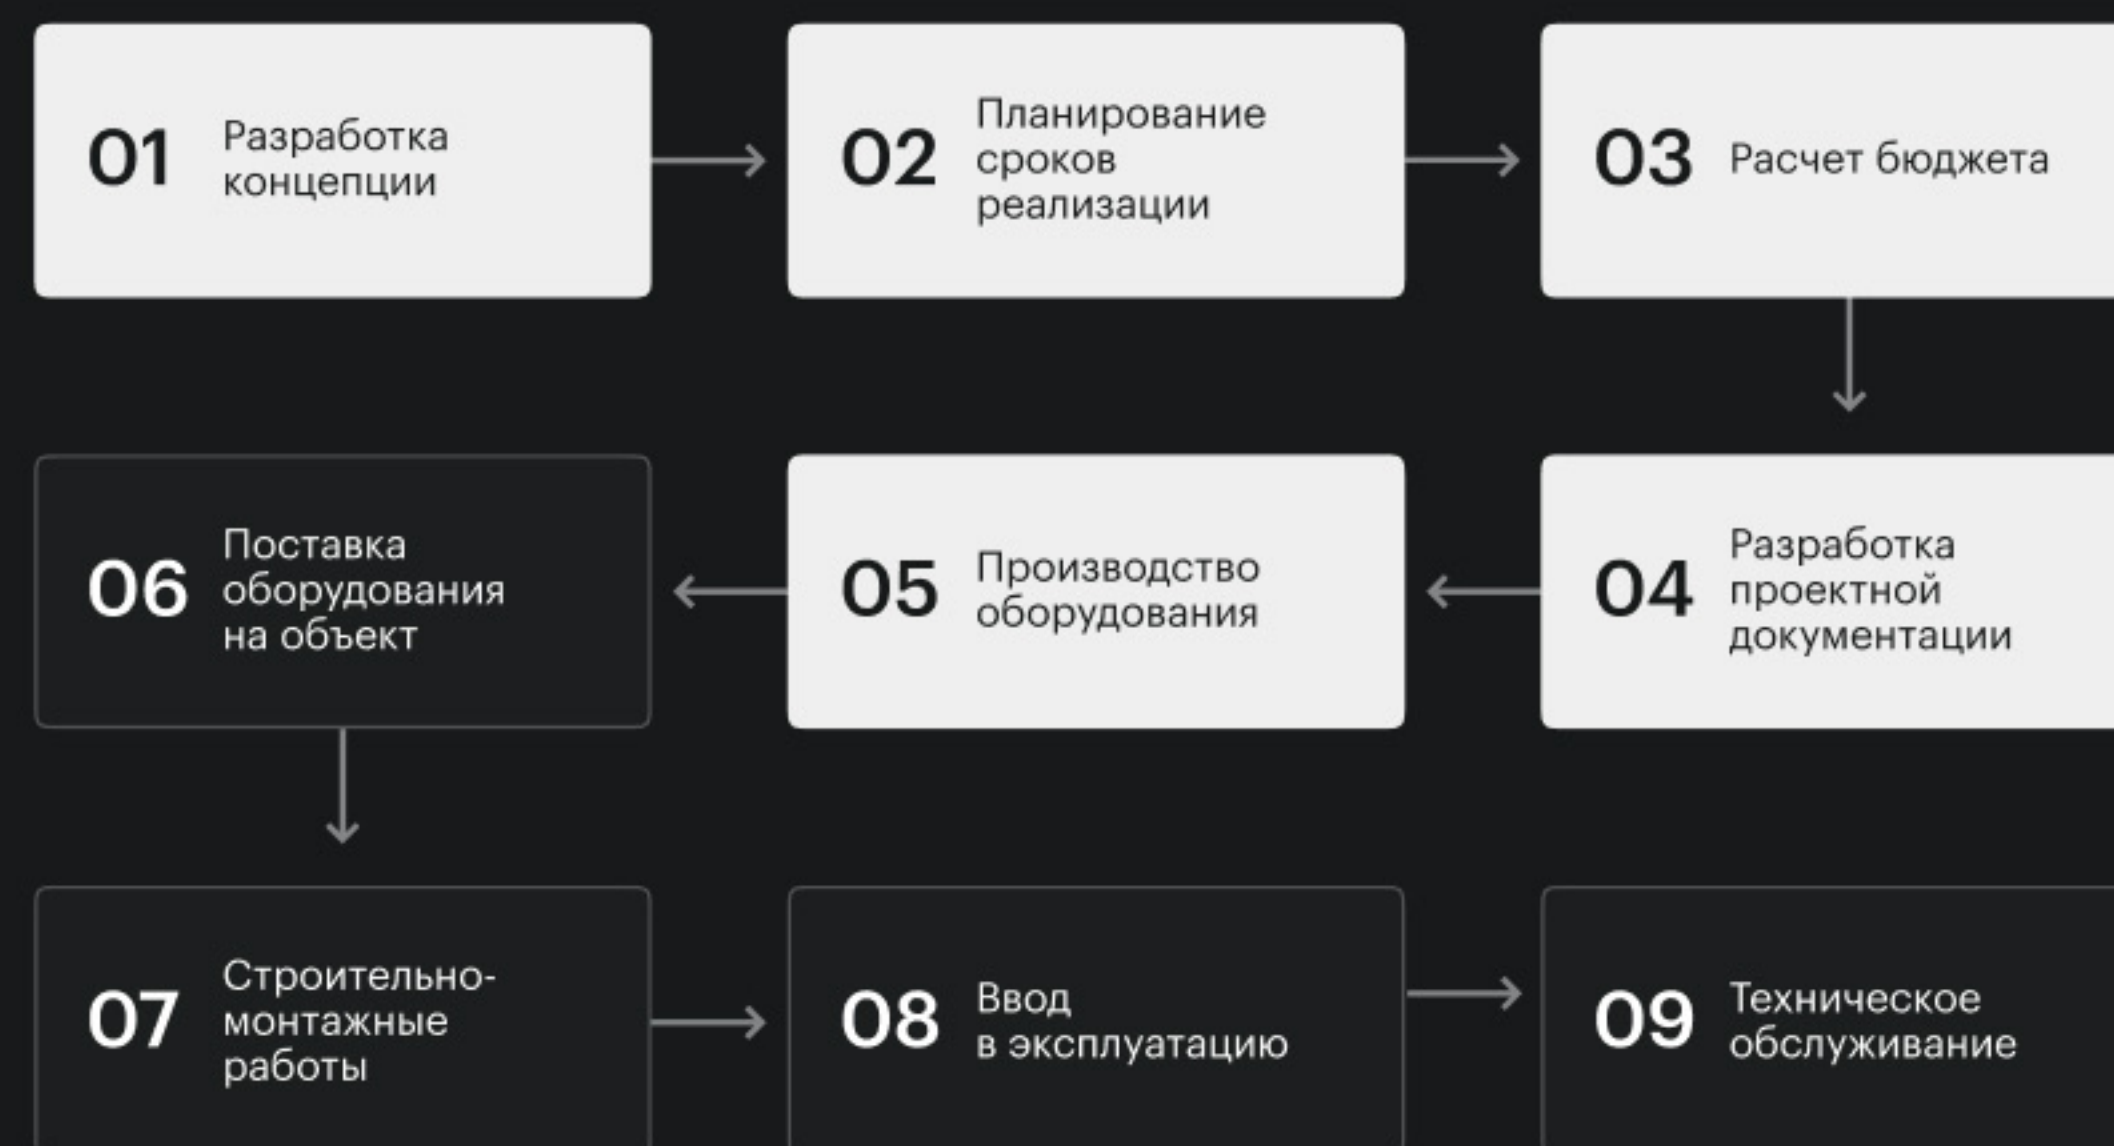 01
Разработка
концепции
02
Планирование
сроков
реализации
03
Расчет бюджета
04
Разработка
проектной
документации
05
Производство
оборудования
06
Поставка
оборудования
на объект
07
Строительно-
монтажные
работы
08
Ввод
в эксплуатацию
09
Техническое
обслуживание